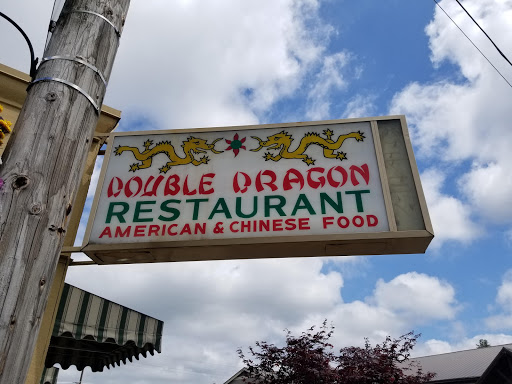 DOUBLE DRAGON
RESTAURANT
AMERICAN & CHINESE FOOD